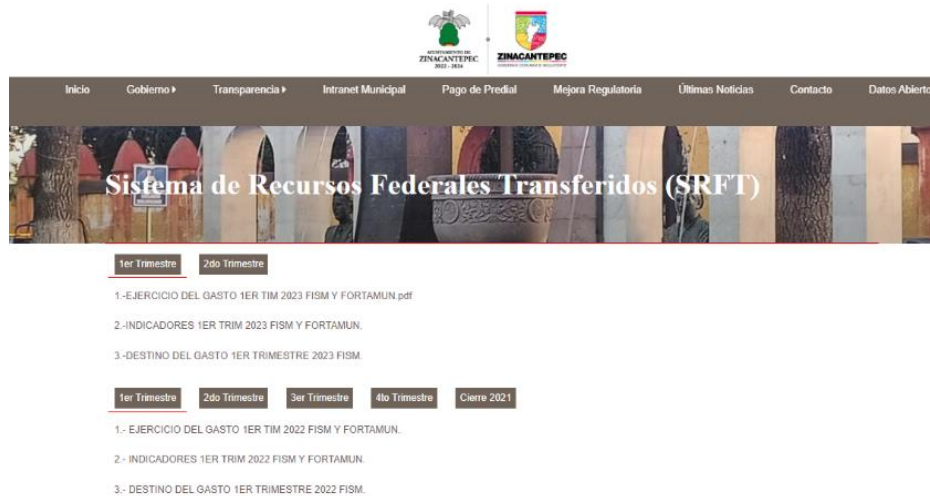 AYUNTAMIENTO DE
ZINACANTEPEC
2022 - 2024
ZINACANTEPEC
Inicio Gobierno Transparencia Intranet Municipal Pago de Predial Mejora Regulatoria Últimas Noticias Contacto Datos Abierto
Sistema de Recursos Federales Transferidos (SRFT)
1er Trimestre 2do Trimestre
1.-EJERCICIO DEL GASTO 1ER TIM 2023 FISM Y FORTAMUN.pdf
2.-INDICADORES 1ER TRIM 2023 FISM Y FORTAMUN.
3.-DESTINO DEL GASTO 1ER TRIMESTRE 2023 FISM.
1er Trimestre 2do Trimestre 3er Trimestre 4to Trimestre Cierre 2021
1.- EJERCICIO DEL GASTO 1ER TIM 2022 FISM Y FORTAMUN.
2.- INDICADORES 1ER TRIM 2022 FISM Y FORTAMUN.
3.- DESTINO DEL GASTO 1ER TRIMESTRE 2022 FISM.